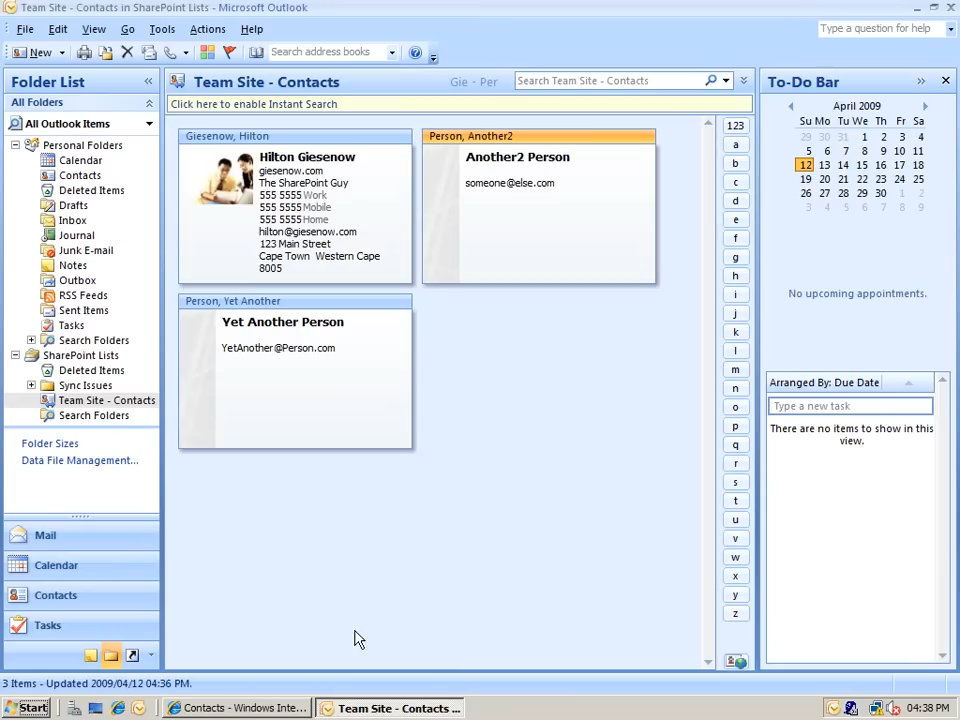 Team Site - Contacts in SharePoint Lists - Microsoft Outlook
File Edit View Go Tools Actions Help
Type a question for help
New
Search address books
Folder List «
All Folders
All Outlook Items
Personal Folders
Calendar
Contacts
Deleted Items
Drafts
Inbox
Journal
Junk E-mail
Notes
Outbox
RSS Feeds
Sent Items
Tasks
Search Folders
SharePoint Lists
Deleted Items
Sync Issues
Team Site - Contacts
Search Folders
Folder Sizes
Data File Management...
Mail
Calendar
Contacts
Tasks
Team Site - Contacts
Gie - Per
Search Team Site - Contacts
Click here to enable Instant Search
Giesenow, Hilton
Hilton Giesenow
giesenow.com
The SharePoint Guy
555 5555 Work
555 5555 Mobile
555 5555 Home
hilton@giesenow.com
123 Main Street
Cape Town Western Cape
8005
Person, Another2
Another2 Person
someone@else.com
Person, Yet Another
Yet Another Person
YetAnother@Person.com
123
a
b
c
d
e
f
g
h
i
j
k
l
m
n
o
p
q
r
s
t
u
v
w
x
y
z
To-Do Bar »
April 2009
Su Mo Tu We Th Fr Sa
29 30 31 1 2 3 4
5 6 7 8 9 10 11
12 13 14 15 16 17 18
19 20 21 22 23 24 25
26 27 28 29 30 1 2
3 4 5 6 7 8 9
No upcoming appointments.
Arranged By: Due Date
Type a new task
There are no items to show in this
view.
3 Items - Updated 2009/04/12 04:36 PM.
Start
Contacts - Windows Inte...
Team Site - Contacts ...
04:38 PM